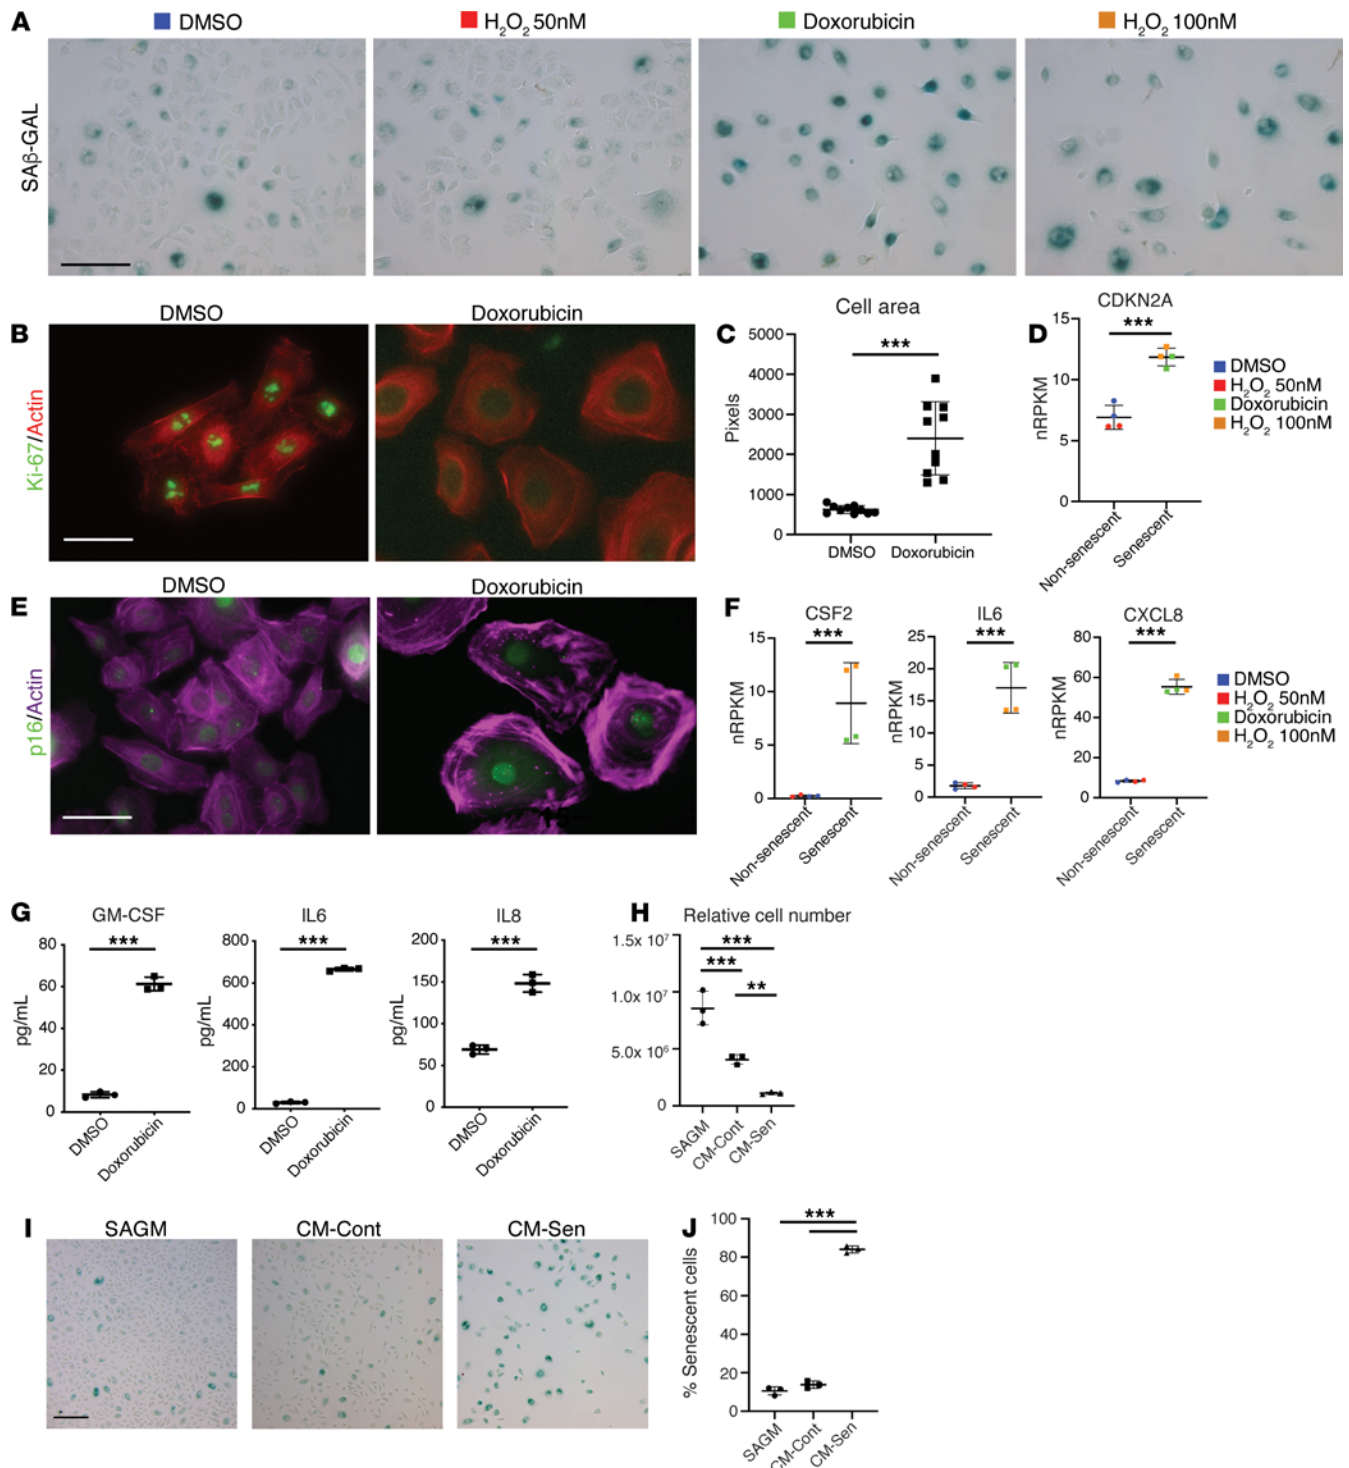 A
DMSO
H2O2 50nM
Doxorubicin
H2O2 100nM
SAβ-GAL
B
DMSO
Doxorubicin
Ki-67/Actin
C
Cell area
***
Pixels
5000
4000
3000
2000
1000
0
DMSO
Doxorubicin
D
CDKN2A
***
nRPKM
15
10
5
0
Non-senescent
Senescent
DMSO
H2O2 50nM
Doxorubicin
H2O2 100nM
E
DMSO
Doxorubicin
p16/Actin
F
CSF2
***
nRPKM
15
10
5
0
Non-senescent
Senescent
IL6
***
nRPKM
25
20
15
10
5
0
Non-senescent
Senescent
CXCL8
***
nRPKM
80
60
40
20
0
Non-senescent
Senescent
DMSO
H2O2 50nM
Doxorubicin
H2O2 100nM
G
GM-CSF
***
pg/mL
80
60
40
20
0
DMSO
Doxorubicin
IL6
***
pg/mL
800
600
400
200
0
DMSO
Doxorubicin
IL8
***
pg/mL
200
150
100
50
0
DMSO
Doxorubicin
H
Relative cell number
***
***
**
1.5x 10⁷
1.0x 10⁷
5.0x 10⁶
0
SAGM
CM-Cont
CM-Sen
I
SAGM
CM-Cont
CM-Sen
J
***
% Senescent cells
100
80
60
40
20
0
SAGM
CM-Cont
CM-Sen